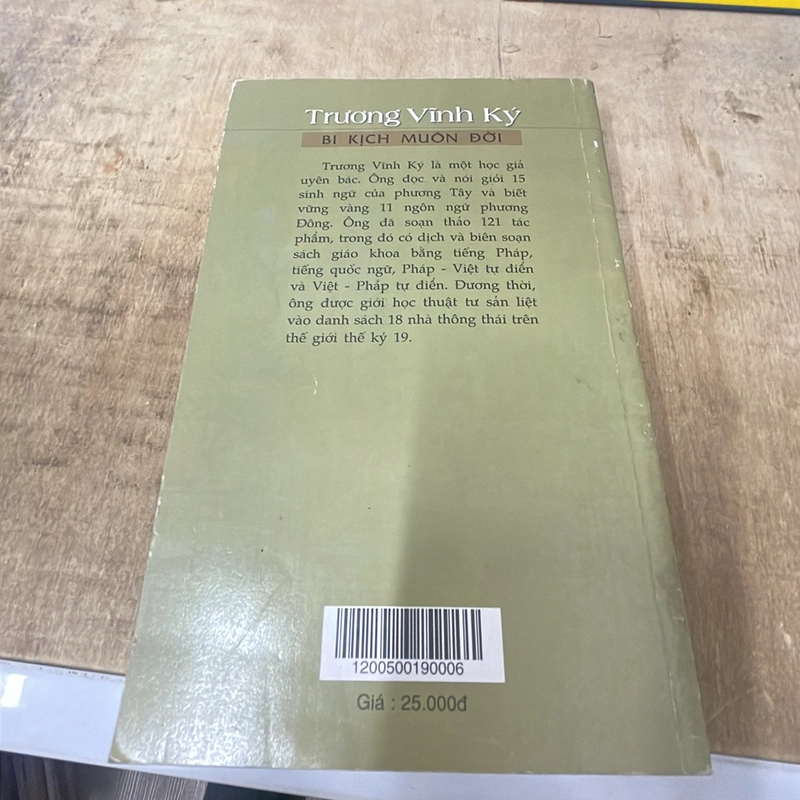 Trương Vĩnh Ký
BI KỊCH MUÔN ĐỜI
Trương Vĩnh Ký là một học giả
uyên bác. Ông đọc và nói giỏi 15
sinh ngữ của phương Tây và biết
vững vàng 11 ngôn ngữ phương
Đông. Ông đã soạn thảo 121 tác
phẩm, trong đó có dịch và biên soạn
sách giáo khoa bằng tiếng Pháp,
tiếng quốc ngữ, Pháp - Việt tự điển
và Việt - Pháp tự điển. Đương thời,
ông được giới học thuật tư sản liệt
vào danh sách 18 nhà thông thái trên
thế giới thế kỷ 19.
1200500190006
Giá : 25.000đ